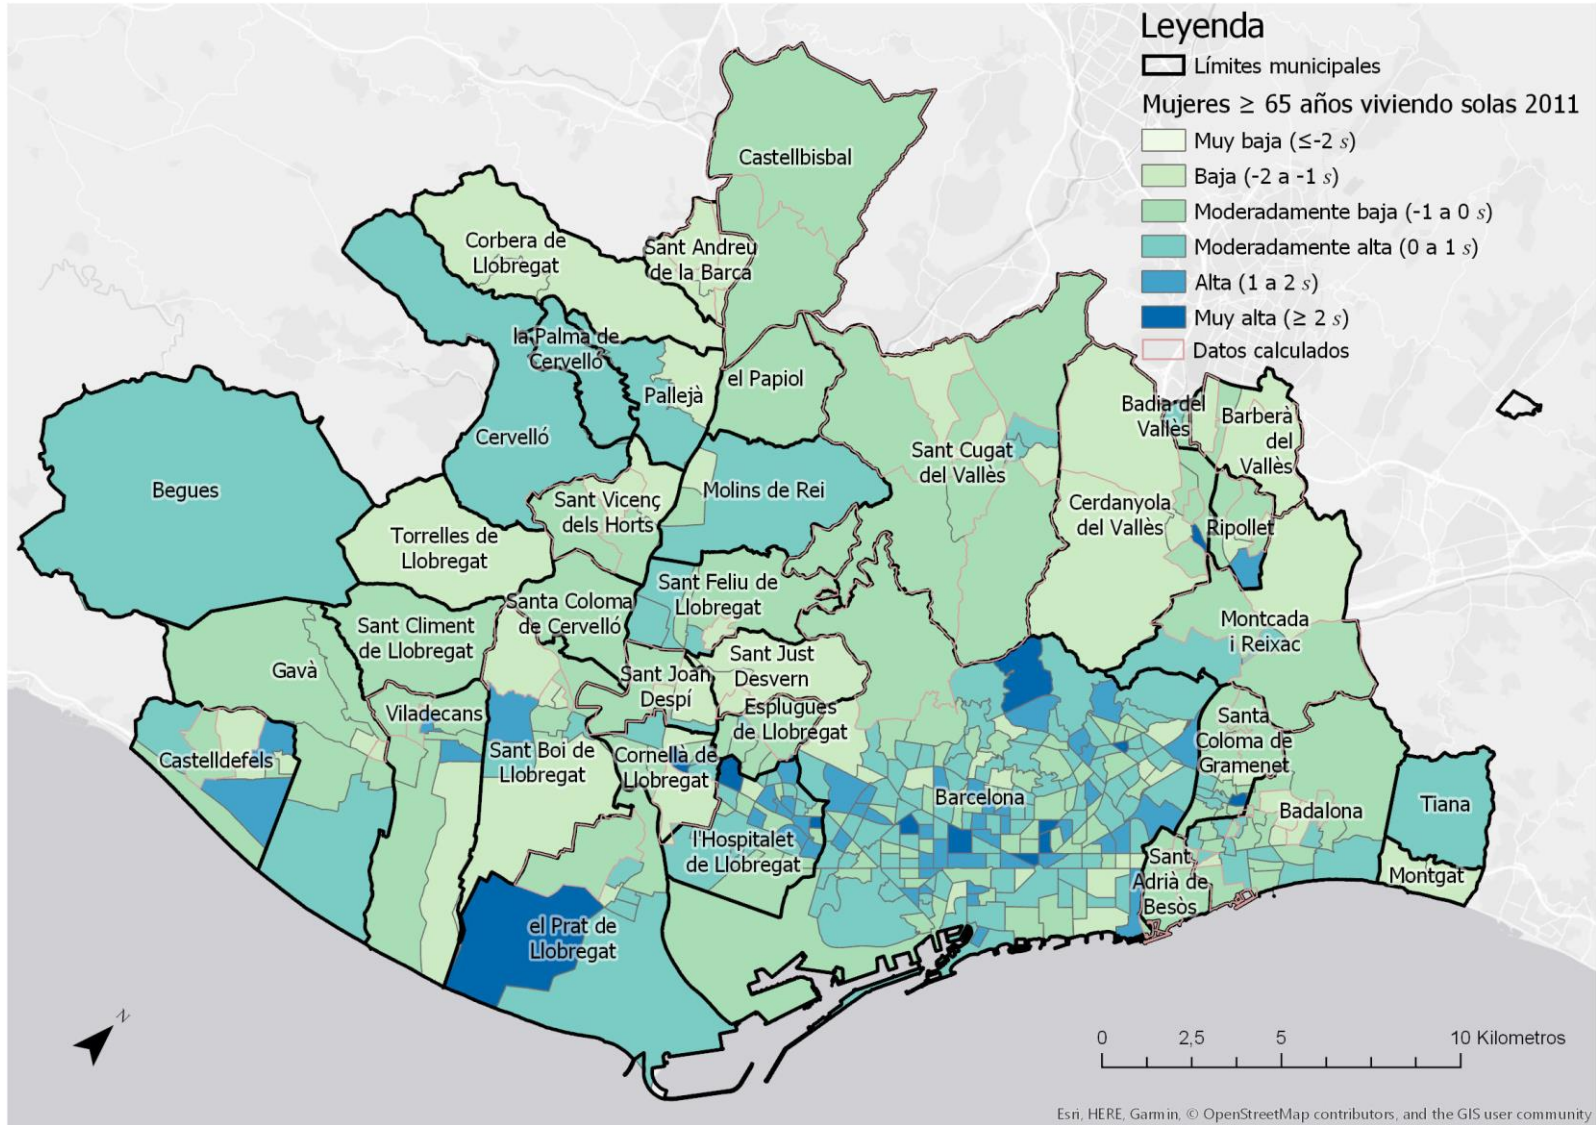 Leyenda
Límites municipales
Mujeres ≥ 65 años viviendo solas 2011
Muy baja (≤-2 s)
Baja (-2 a -1 s)
Moderadamente baja (-1 a 0 s)
Moderadamente alta (0 a 1 s)
Alta (1 a 2 s)
Muy alta (≥ 2 s)
Datos calculados
Castellbisbal
Corbera de
Llobregat
Sant Andreu
de la Barca
la Palma de
Cervelló
Pallejà
el Papiol
Badia del
Vallès
Barberà
del
Vallès
Cervelló
Sant Cugat
del Vallès
Begues
Molins de Rei
Sant Vicenç
dels Horts
Cerdanyola
del Vallès
Ripollet
Torrelles de
Llobregat
Sant Feliu de
Llobregat
Santa Coloma
de Cervelló
Sant Climent
de Llobregat
Montcada
i Reixac
Gavà
Sant Just
Desvern
Sant Joan
Despí
Esplugues
de Llobregat
Viladecans
Santa
Coloma de
Gramenet
Castelldefels
Sant Boi de
Llobregat
Cornellà de
Llobregat
Barcelona
Badalona
Tiana
l'Hospitalet
de Llobregat
Sant
Adrià de
Besòs
Montgat
el Prat de
Llobregat
N
0 2,5 5 10 Kilometros
Esri, HERE, Garmin, © OpenStreetMap contributors, and the GIS user community